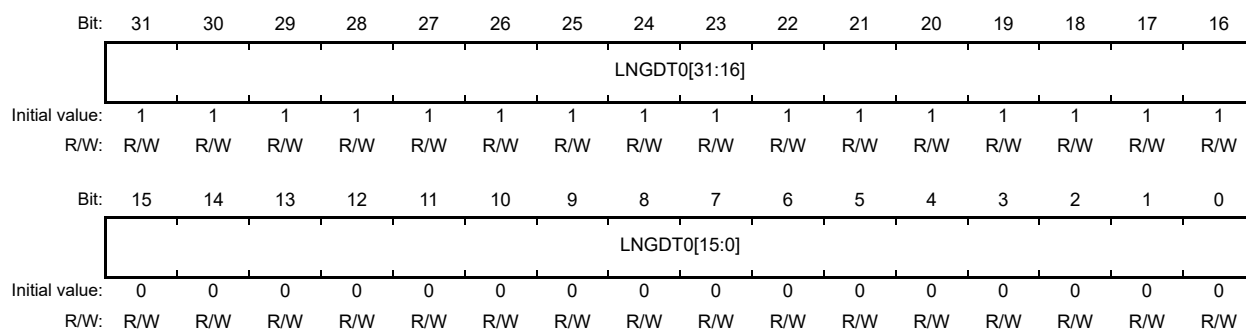 Bit: 31 30 29 28 27 26 25 24 23 22 21 20 19 18 17 16
LNGDT0[31:16]
Initial value: 1 1 1 1 1 1 1 1 1 1 1 1 1 1 1 1
R/W: R/W R/W R/W R/W R/W R/W R/W R/W R/W R/W R/W R/W R/W R/W R/W R/W
Bit: 15 14 13 12 11 10 9 8 7 6 5 4 3 2 1 0
LNGDT0[15:0]
Initial value: 0 0 0 0 0 0 0 0 0 0 0 0 0 0 0 0
R/W: R/W R/W R/W R/W R/W R/W R/W R/W R/W R/W R/W R/W R/W R/W R/W R/W